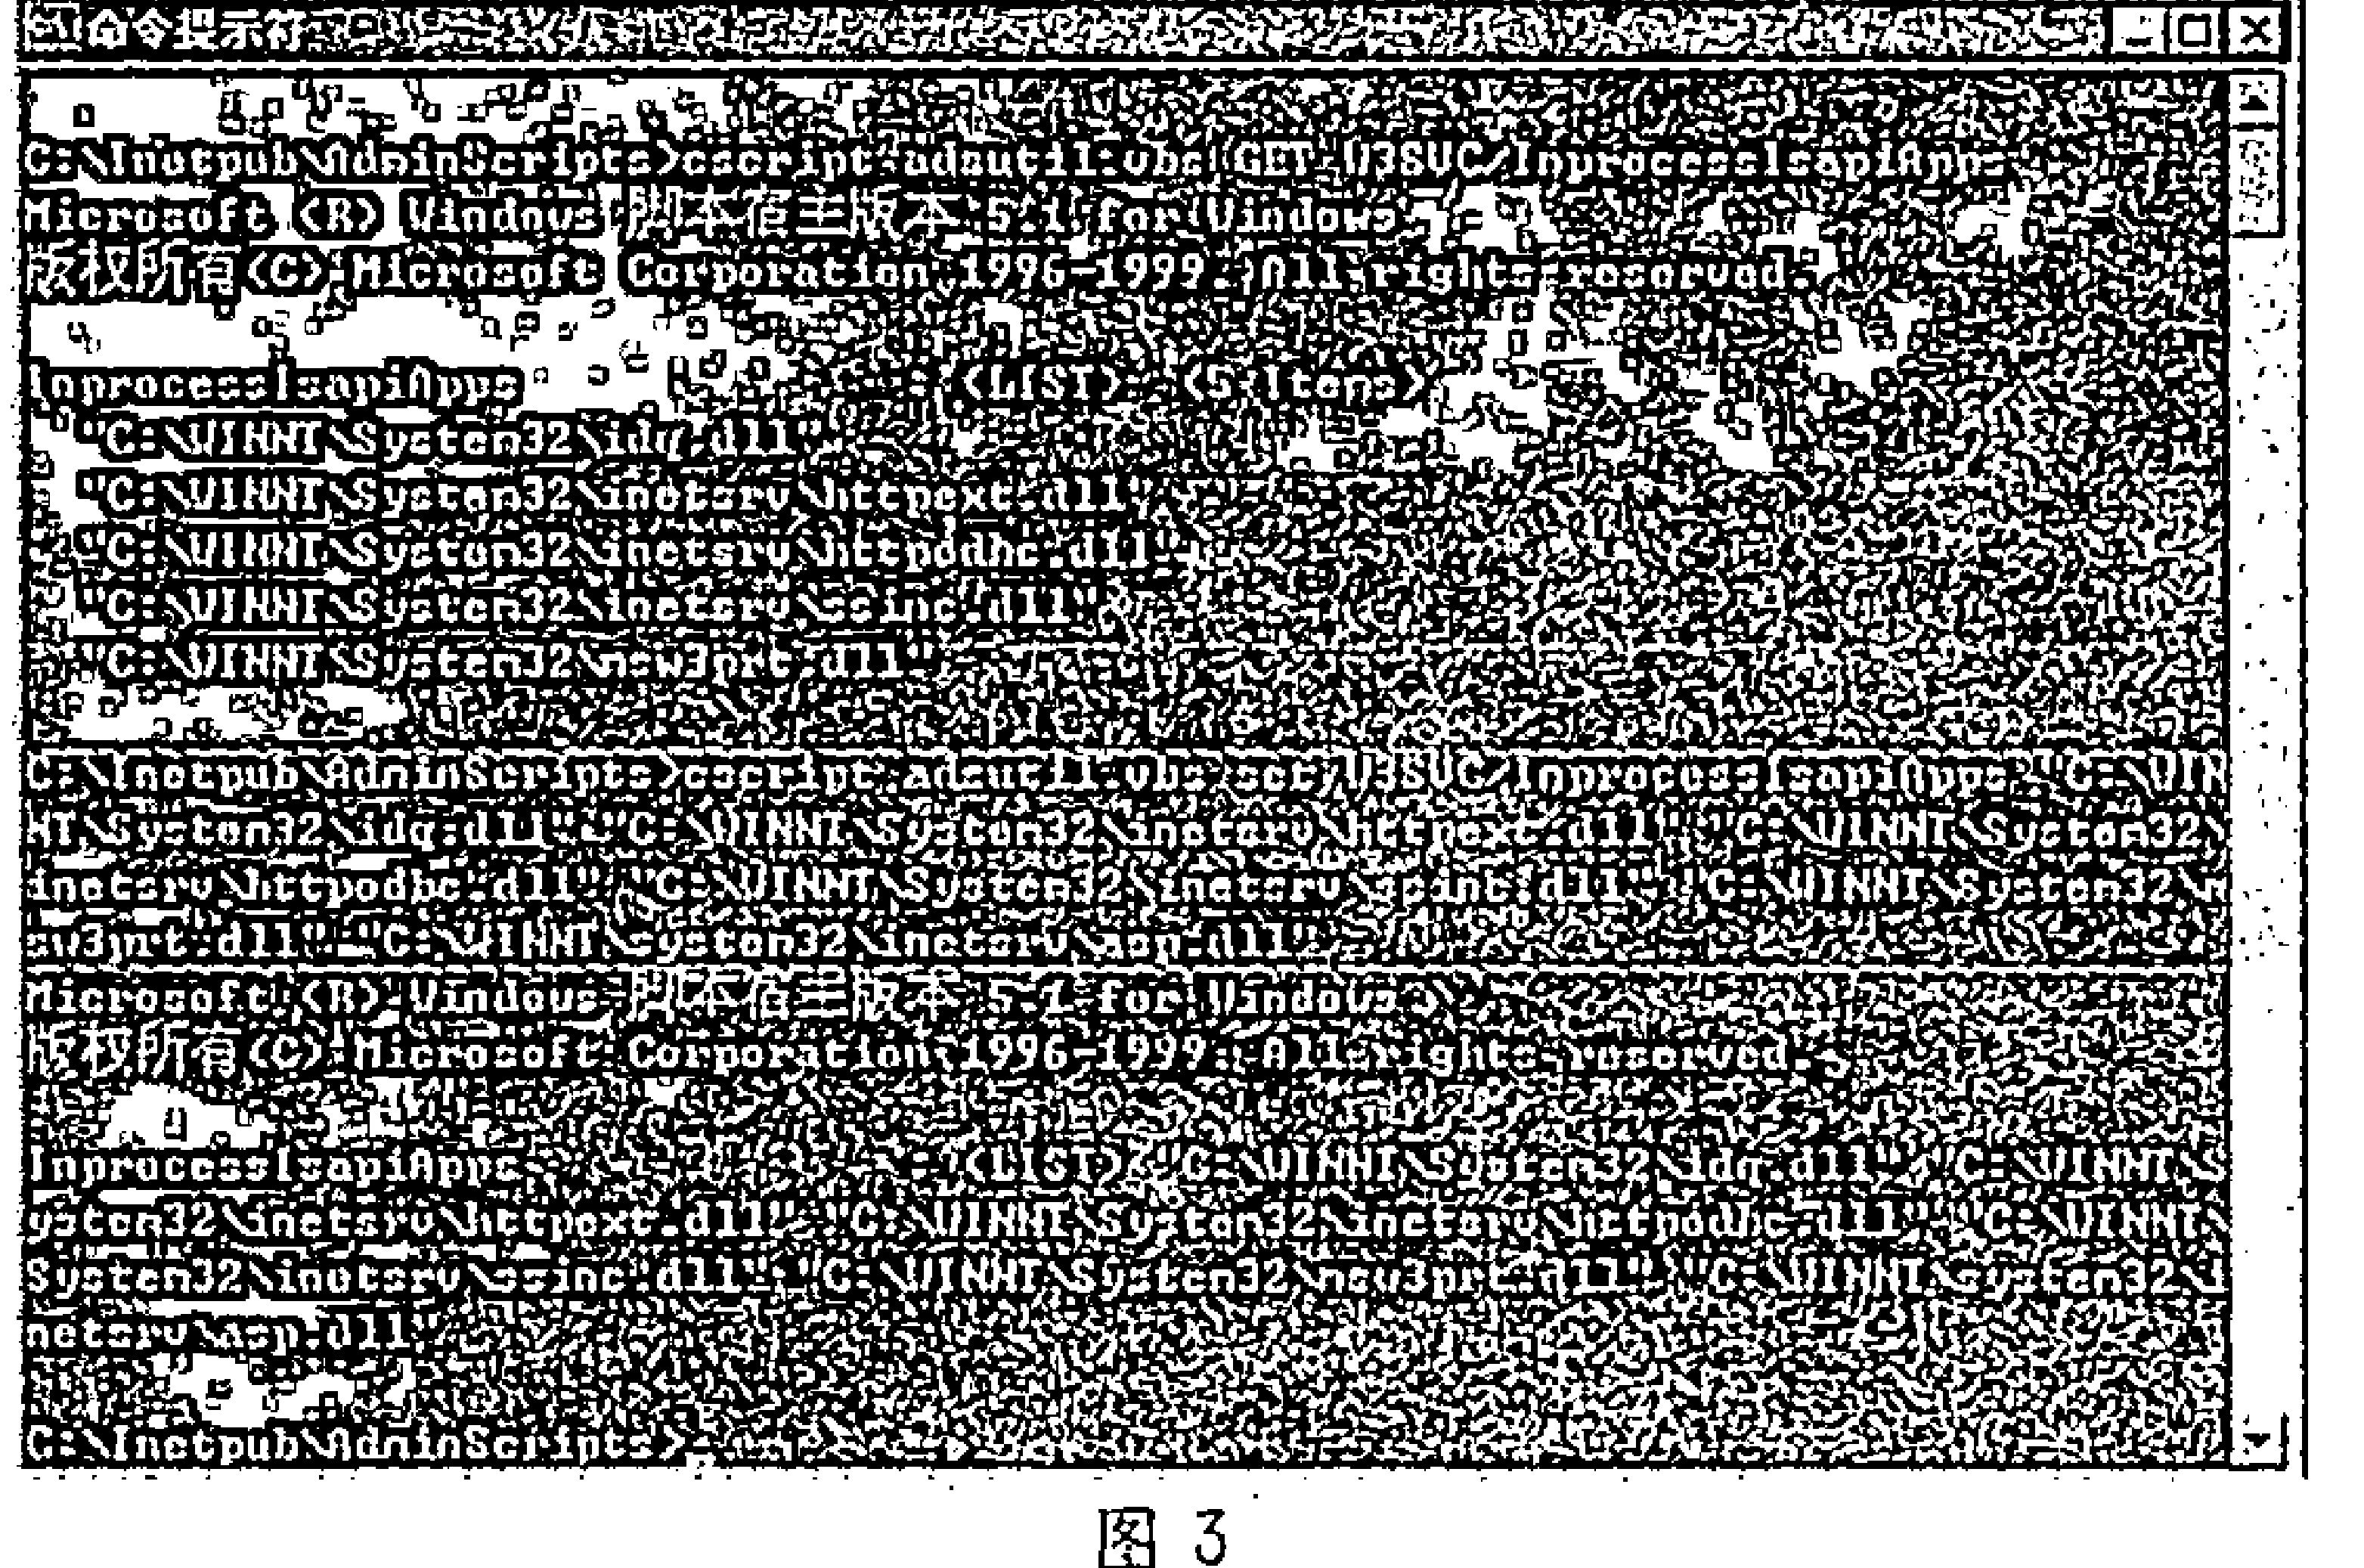 命令提示符
C:\Inetpub\AdminScripts>cscript adsutil.vbs GET W3SVC/InprocessIsapiApps
Microsoft (R) Windows 脚本宿主版本 5.1 for Windows
版权所有(C) Microsoft Corporation 1996-1999. All rights reserved.
InprocessIsapiApps : (LIST) (5 Items)
"C:\WINNT\System32\idq.dll"
"C:\WINNT\System32\inetsrv\httpext.dll"
"C:\WINNT\System32\inetsrv\httpodbc.dll"
"C:\WINNT\System32\inetsrv\ssinc.dll"
"C:\WINNT\System32\msw3prt.dll"
C:\Inetpub\AdminScripts>cscript adsutil.vbs set W3SVC/InprocessIsapiApps "C:\WIN
NT\System32\idq.dll" "C:\WINNT\System32\inetsrv\httpext.dll" "C:\WINNT\System32\
inetsrv\httpodbc.dll" "C:\WINNT\System32\inetsrv\ssinc.dll" "C:\WINNT\System32\m
sw3prt.dll" "C:\WINNT\system32\inetsrv\asp.dll"
Microsoft (R) Windows 脚本宿主版本 5.1 for Windows
版权所有(C) Microsoft Corporation 1996-1999. All rights reserved.
InprocessIsapiApps : (LIST) "C:\WINNT\System32\idq.dll" "C:\WINNT\S
ystem32\inetsrv\httpext.dll" "C:\WINNT\System32\inetsrv\httpodbc.dll" "C:\WINNT\
System32\inetsrv\ssinc.dll" "C:\WINNT\System32\msw3prt.dll" "C:\WINNT\system32\i
netsrv\asp.dll"
C:\Inetpub\AdminScripts>
图 3